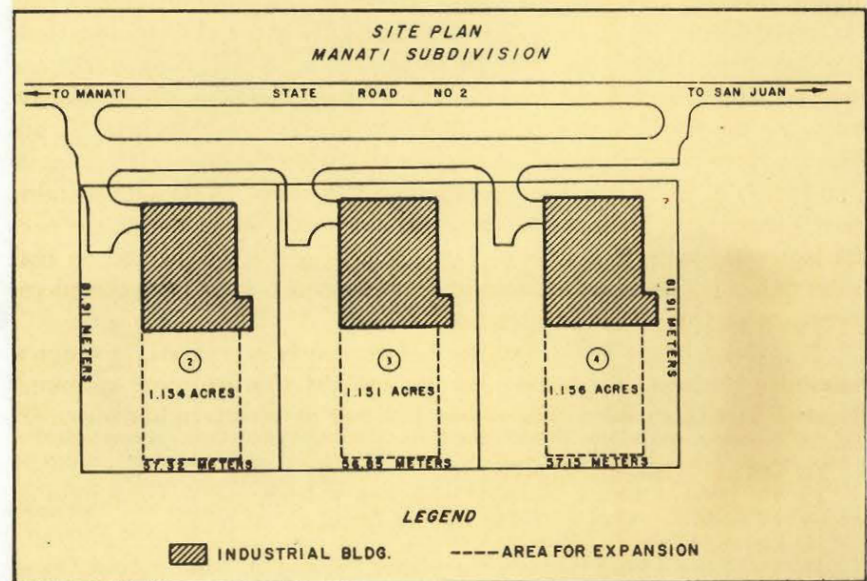 SITE PLAN
MANATI SUBDIVISION
TO MANATI STATE ROAD NO 2 TO SAN JUAN
81.91 METERS
81.91 METERS
2 3 4
1.154 ACRES 1.151 ACRES 1.156 ACRES
57.32 METERS 56.85 METERS 57.15 METERS
LEGEND
INDUSTRIAL BLDG. AREA FOR EXPANSION